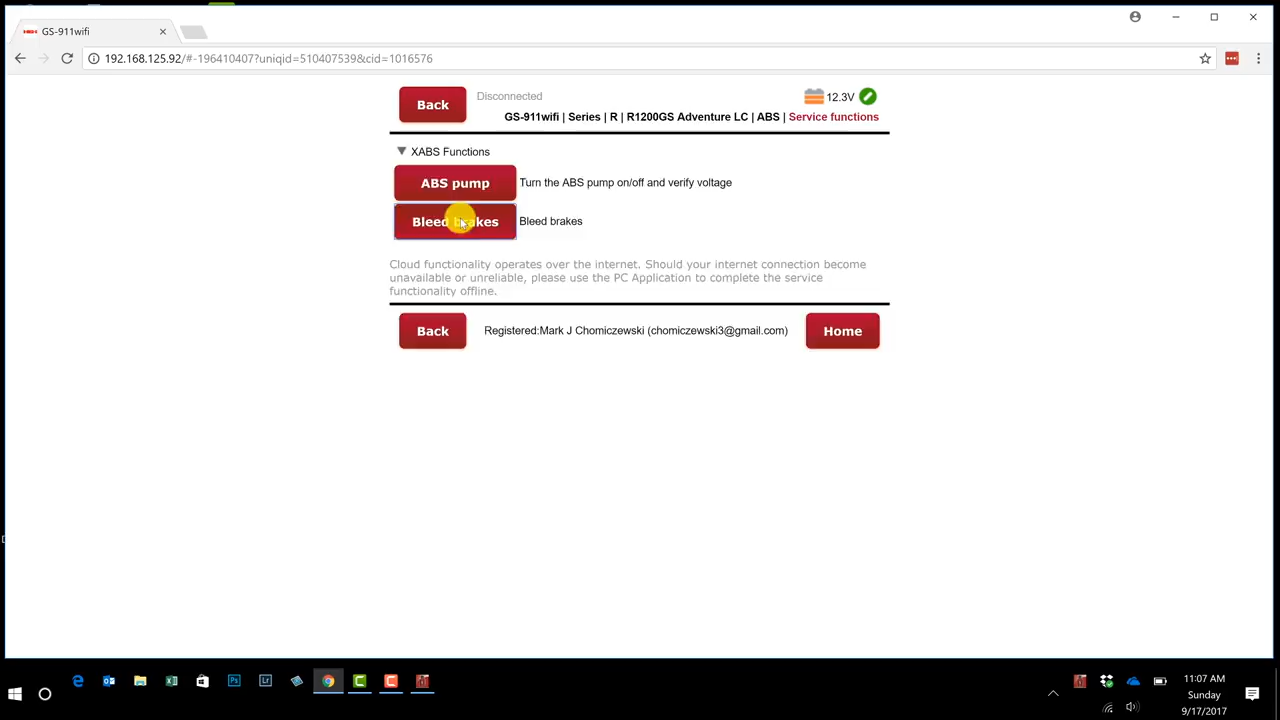 GS-911wifi
192.168.125.92/#-196410407?uniqid=510407539&cid=1016576
Back
Disconnected
12.3V
GS-911wifi | Series | R | R1200GS Adventure LC | ABS | Service functions
XABS Functions
ABS pump
Turn the ABS pump on/off and verify voltage
Bleed brakes
Bleed brakes
Cloud functionality operates over the internet. Should your internet connection become
unavailable or unreliable, please use the PC Application to complete the service
functionality offline.
Back
Registered:Mark J Chomiczewski (chomiczewski3@gmail.com)
Home
Ps
Lr
11:07 AM
Sunday
9/17/2017